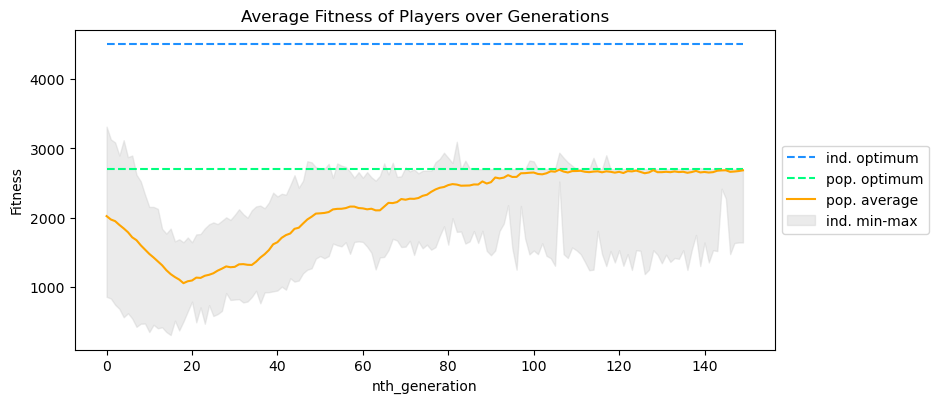 Average Fitness of Players over Generations
Fitness
4000
3000
2000
1000
0 20 40 60 80 100 120 140
nth_generation
ind. optimum
pop. optimum
pop. average
ind. min-max